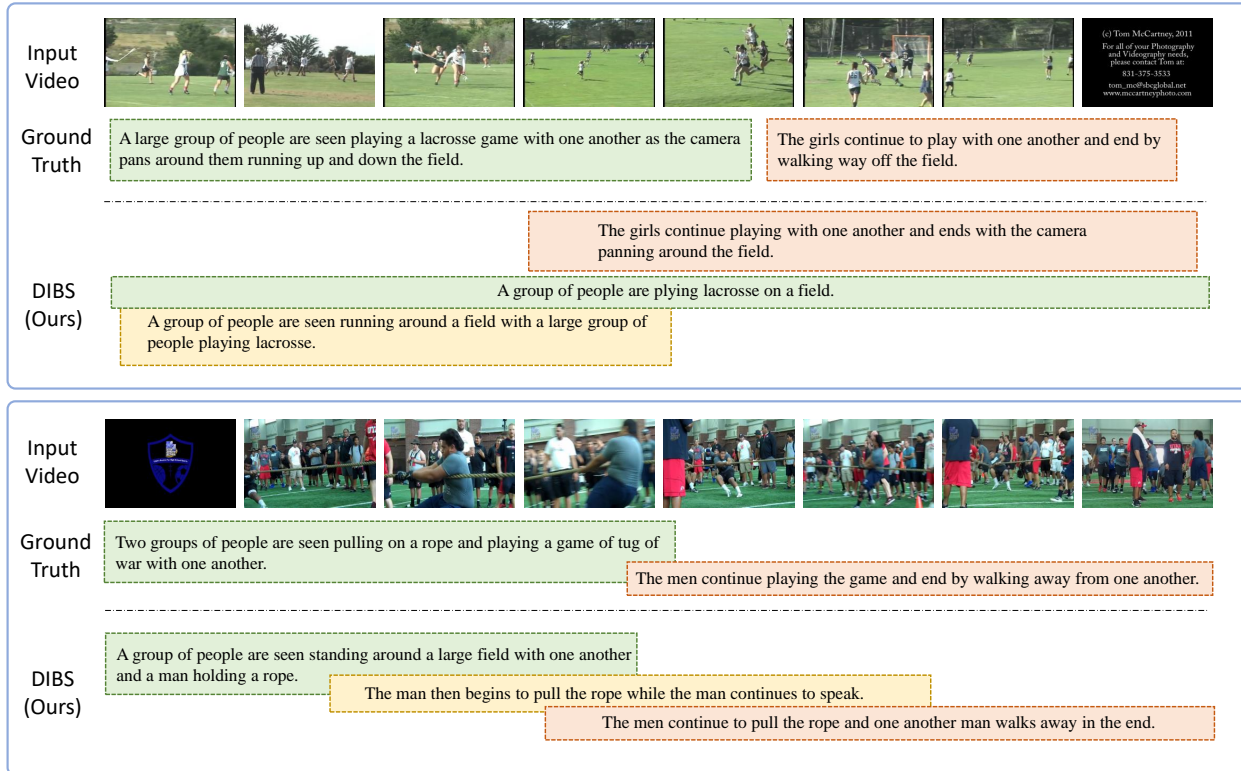 Input
Video
(c) Tom McCartney, 2011
For all of your Photography
and Videography needs,
please contact Tom at:
831-375-3533
tom_mc@sbcglobal.net
www.mccartneyphoto.com
Ground
Truth
A large group of people are seen playing a lacrosse game with one another as the camera
pans around them running up and down the field.
The girls continue to play with one another and end by
walking way off the field.
The girls continue playing with one another and ends with the camera
panning around the field.
DIBS
(Ours)
A group of people are plying lacrosse on a field.
A group of people are seen running around a field with a large group of
people playing lacrosse.
Input
Video
Ground
Truth
Two groups of people are seen pulling on a rope and playing a game of tug of
war with one another.
The men continue playing the game and end by walking away from one another.
DIBS
(Ours)
A group of people are seen standing around a large field with one another
and a man holding a rope.
The man then begins to pull the rope while the man continues to speak.
The men continue to pull the rope and one another man walks away in the end.